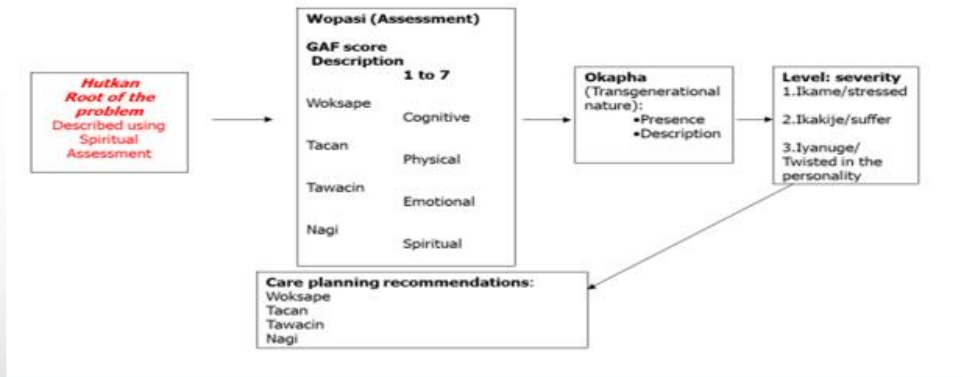 Hutkan
Root of the
problem
Described using
Spiritual
Assessment
Wopasi (Assessment)
GAF score
Description
1 to 7
Woksape
Cognitive
Tacan
Physical
Tawacin
Emotional
Nagi
Spiritual
Okapha
(Transgenerational
nature):
•Presence
•Description
Level: severity
1.Ikame/stressed
2.Ikakije/suffer
3.Iyanuge/
Twisted in the
personality
Care planning recommendations:
Woksape
Tacan
Tawacin
Nagi